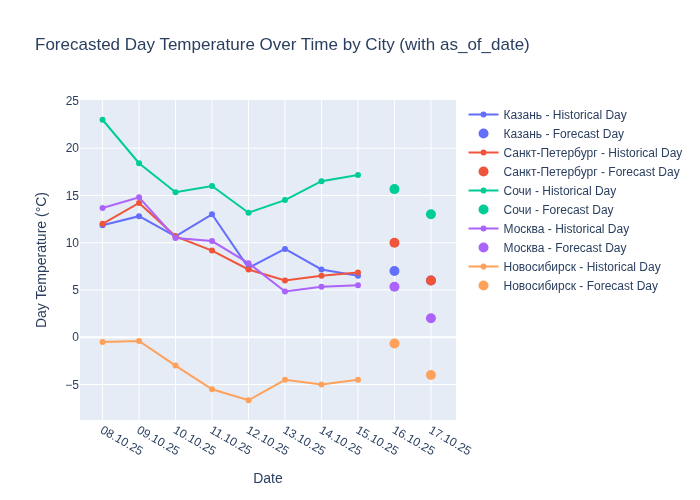 Forecasted Day Temperature Over Time by City (with as_of_date)
25
20
15
10
5
0
−5
Day Temperature (°C)
08.10.25
09.10.25
10.10.25
11.10.25
12.10.25
13.10.25
14.10.25
15.10.25
16.10.25
17.10.25
Date
Казань - Historical Day
Казань - Forecast Day
Санкт-Петербург - Historical Day
Санкт-Петербург - Forecast Day
Сочи - Historical Day
Сочи - Forecast Day
Москва - Historical Day
Москва - Forecast Day
Новосибирск - Historical Day
Новосибирск - Forecast Day